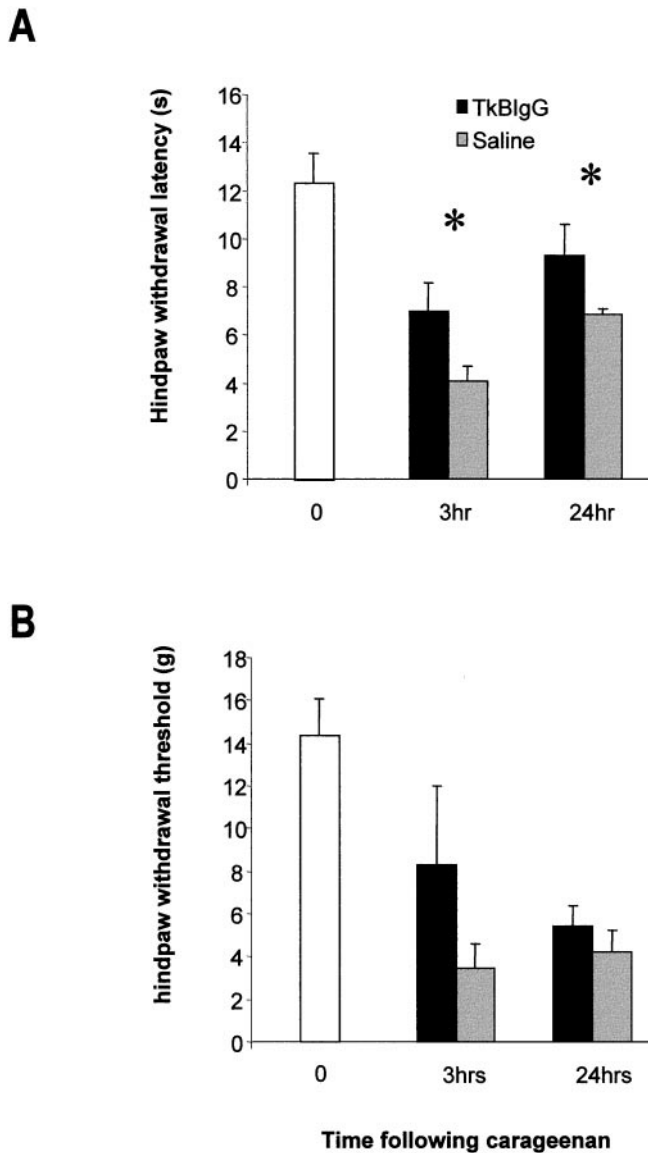 A
Hindpaw withdrawal latency (s)
16
14
12
10
8
6
4
2
0
TkBIgG
Saline
*
*
0
3hr
24hr
B
hindpaw withdrawal threshold (g)
18
16
14
12
10
8
6
4
2
0
0
3hrs
24hrs
Time following carageenan